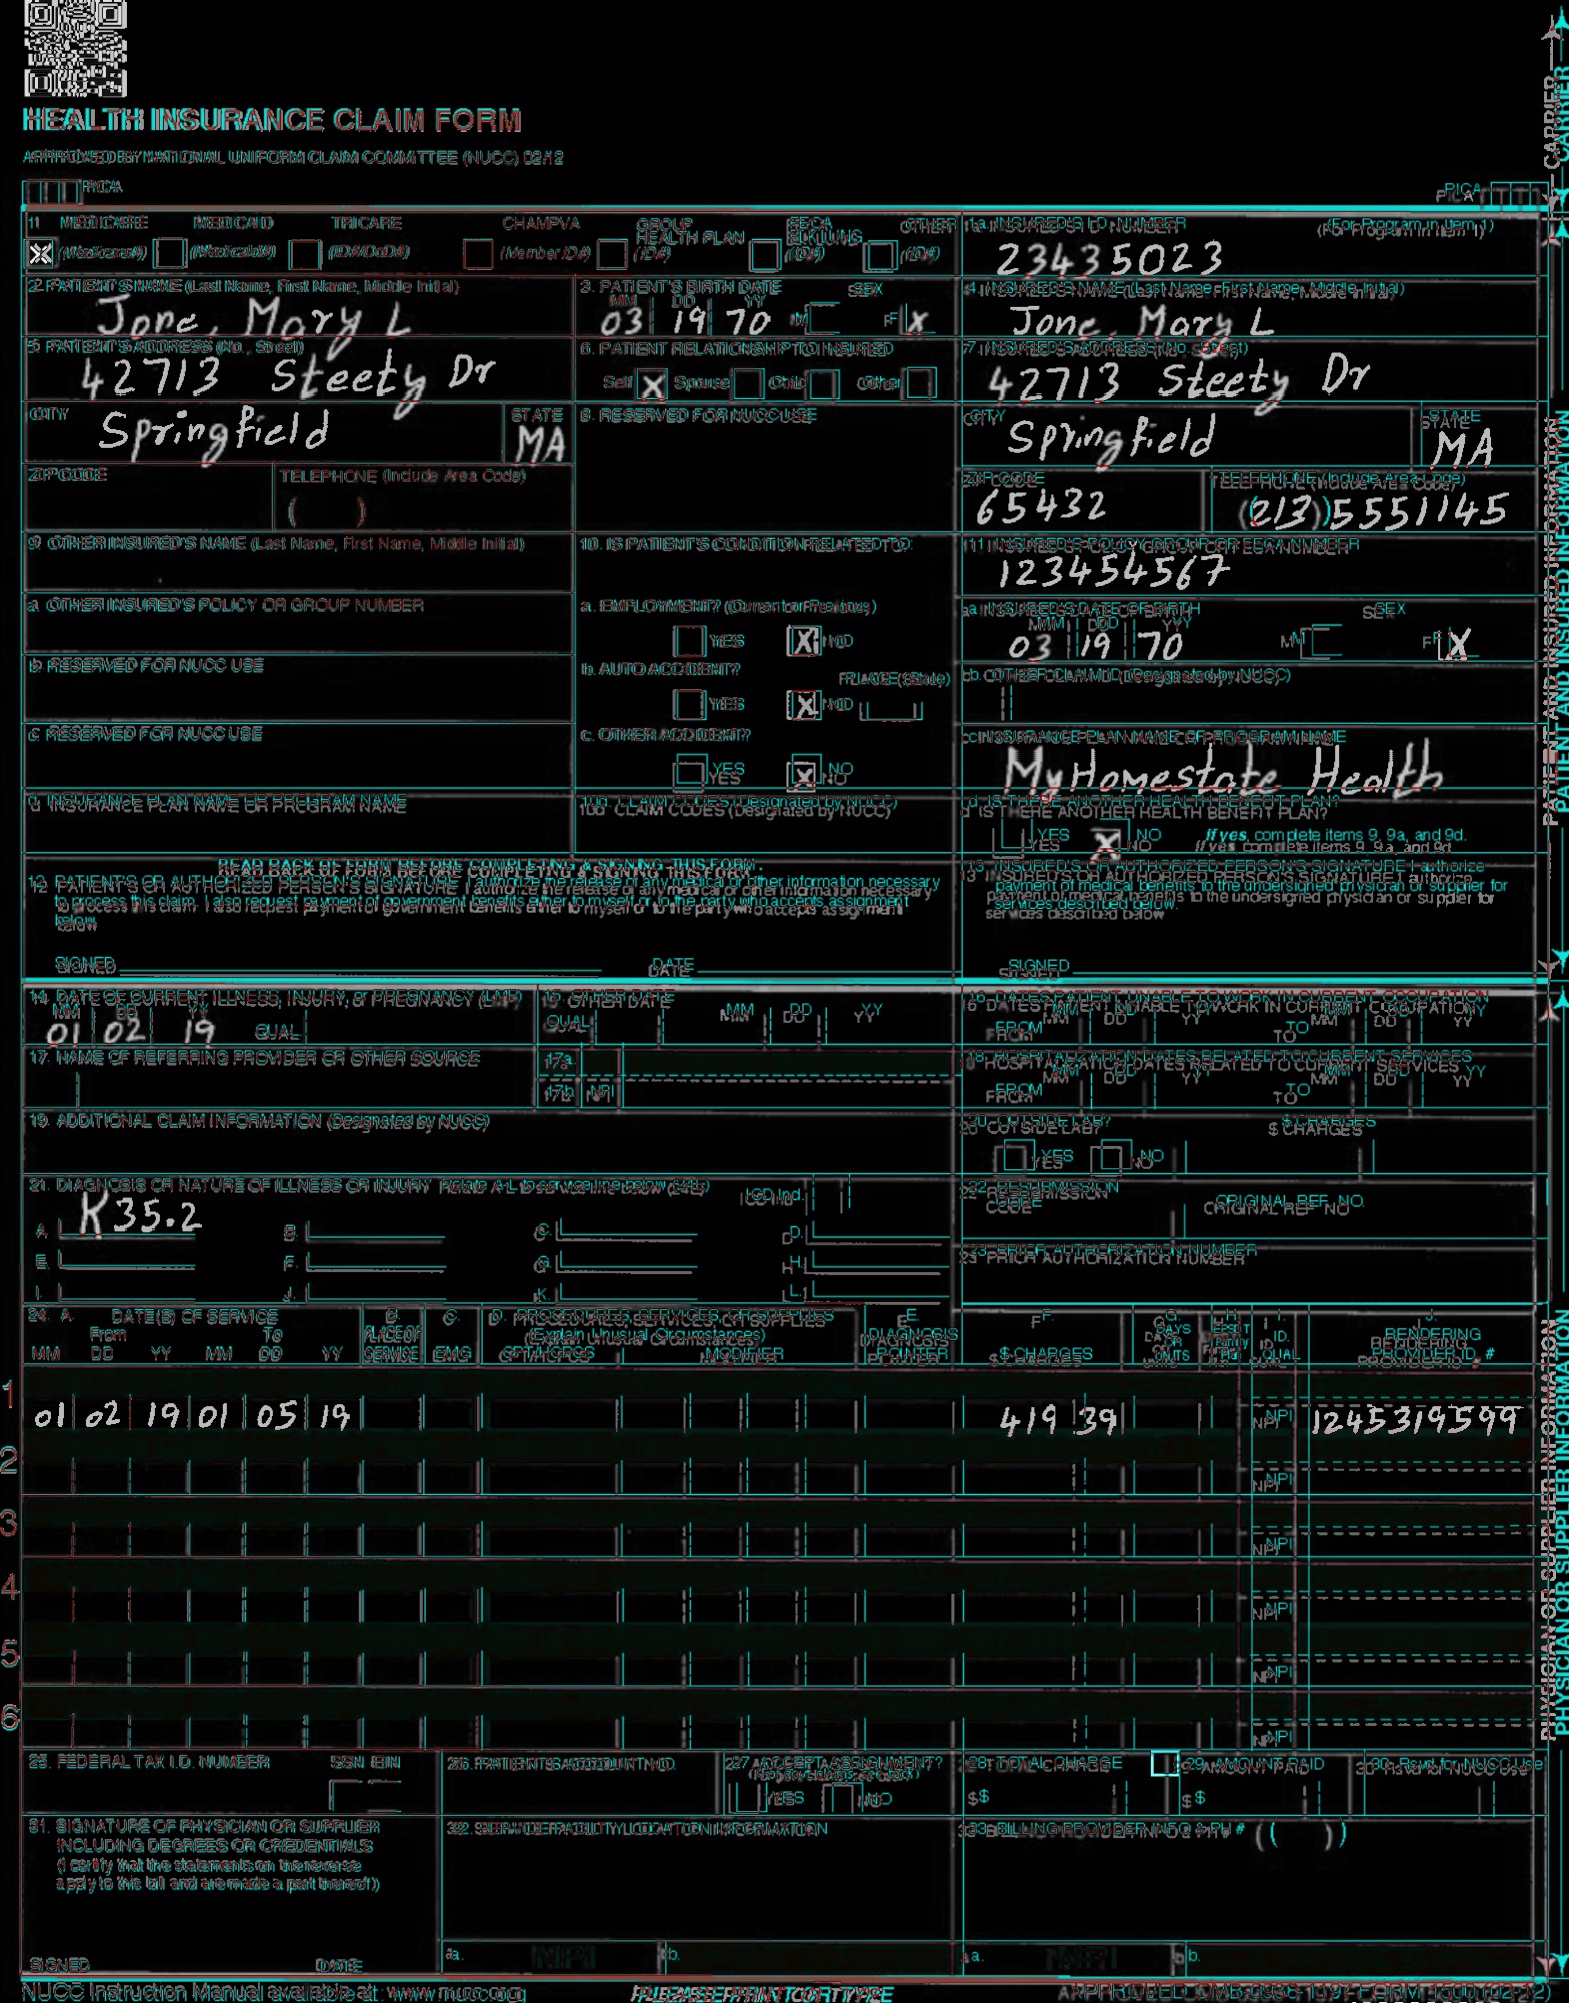 HEALTH INSURANCE CLAIM FORM
APPROVED BY NATIONAL UNIFORM CLAIM COMMITTEE (NUCC) 02/12
PICA PICA
CARRIER
1 MEDICARE MEDICAID TRICARE CHAMPVA GROUP HEALTH PLAN FECA BLK LUNG OTHER
X (Medicare#) (Medicaid#) (ID#/DoD#) (Member ID#) (ID#) (ID#) (ID#)
1a. INSURED'S I.D. NUMBER (For Program in Item 1)
23435023
2. PATIENT'S NAME (Last Name, First Name, Middle Initial)
Jone, Mary L
3. PATIENT'S BIRTH DATE SEX
MM DD YY
03 19 70 M F X
4. INSURED'S NAME (Last Name, First Name, Middle Initial)
Jone, Mary L
5. PATIENT'S ADDRESS (No., Street)
42713 Steety Dr
6. PATIENT RELATIONSHIP TO INSURED
Self X Spouse Child Other
7. INSURED'S ADDRESS (No., Street)
42713 Steety Dr
CITY STATE
Springfield MA
8. RESERVED FOR NUCC USE
CITY STATE
Springfield MA
ZIP CODE TELEPHONE (Include Area Code)
( )
ZIP CODE TELEPHONE (Include Area Code)
65432 (213) 5551145
9. OTHER INSURED'S NAME (Last Name, First Name, Middle Initial)
10. IS PATIENT'S CONDITION RELATED TO:
11. INSURED'S POLICY GROUP OR FECA NUMBER
123454567
a. OTHER INSURED'S POLICY OR GROUP NUMBER
a. EMPLOYMENT? (Current or Previous)
YES X NO
a. INSURED'S DATE OF BIRTH SEX
MM DD YY
03 19 70 M F X
b. RESERVED FOR NUCC USE
b. AUTO ACCIDENT? PLACE (State)
YES X NO
b. OTHER CLAIM ID (Designated by NUCC)
c. RESERVED FOR NUCC USE
c. OTHER ACCIDENT?
YES X NO
c. INSURANCE PLAN NAME OR PROGRAM NAME
MyHomestate Health
d. INSURANCE PLAN NAME OR PROGRAM NAME
10d. CLAIM CODES (Designated by NUCC)
d. IS THERE ANOTHER HEALTH BENEFIT PLAN?
YES X NO If yes, complete items 9, 9a, and 9d.
READ BACK OF FORM BEFORE COMPLETING & SIGNING THIS FORM.
12. PATIENT'S OR AUTHORIZED PERSON'S SIGNATURE I authorize the release of any medical or other information necessary
to process this claim. I also request payment of government benefits either to myself or to the party who accepts assignment
below.
SIGNED DATE
13. INSURED'S OR AUTHORIZED PERSON'S SIGNATURE I authorize
payment of medical benefits to the undersigned physician or supplier for
services described below.
SIGNED
PATIENT AND INSURED INFORMATION
14. DATE OF CURRENT ILLNESS, INJURY, or PREGNANCY (LMP)
MM DD YY
01 02 19 QUAL.
15. OTHER DATE
QUAL. MM DD YY
16. DATES PATIENT UNABLE TO WORK IN CURRENT OCCUPATION
MM DD YY MM DD YY
FROM TO
17. NAME OF REFERRING PROVIDER OR OTHER SOURCE
17a.
17b. NPI
18. HOSPITALIZATION DATES RELATED TO CURRENT SERVICES
MM DD YY MM DD YY
FROM TO
19. ADDITIONAL CLAIM INFORMATION (Designated by NUCC)
20. OUTSIDE LAB? $ CHARGES
YES NO
21. DIAGNOSIS OR NATURE OF ILLNESS OR INJURY Relate A-L to service line below (24E)
ICD Ind.
A. K35.2 B. C. D.
E. F. G. H.
I. J. K. L.
22. RESUBMISSION CODE ORIGINAL REF. NO.
23. PRIOR AUTHORIZATION NUMBER
24. A. DATE(S) OF SERVICE B. C. D. PROCEDURES, SERVICES, OR SUPPLIES E. F. G. H. I. J.
From To PLACE OF (Explain Unusual Circumstances) DIAGNOSIS DAYS OR ID. RENDERING
MM DD YY MM DD YY SERVICE EMG CPT/HCPCS MODIFIER POINTER $ CHARGES UNITS QUAL. PROVIDER ID. #
1
01 02 19 01 05 19 419 39 NPI 1245319599
2
NPI
3
NPI
4
NPI
5
NPI
6
NPI
PHYSICIAN OR SUPPLIER INFORMATION
25. FEDERAL TAX I.D. NUMBER SSN EIN
26. PATIENT'S ACCOUNT NO.
27. ACCEPT ASSIGNMENT?
YES NO
28. TOTAL CHARGE
$
29. AMOUNT PAID
$
30. Rsvd for NUCC Use
31. SIGNATURE OF PHYSICIAN OR SUPPLIER
INCLUDING DEGREES OR CREDENTIALS
(I certify that the statements on the reverse
apply to this bill and are made a part thereof.)
SIGNED DATE
32. SERVICE FACILITY LOCATION INFORMATION
a. NPI b.
33. BILLING PROVIDER INFO & PH # ( )
a. NPI b.
NUCC Instruction Manual available at: www.nucc.org
PLEASE PRINT OR TYPE